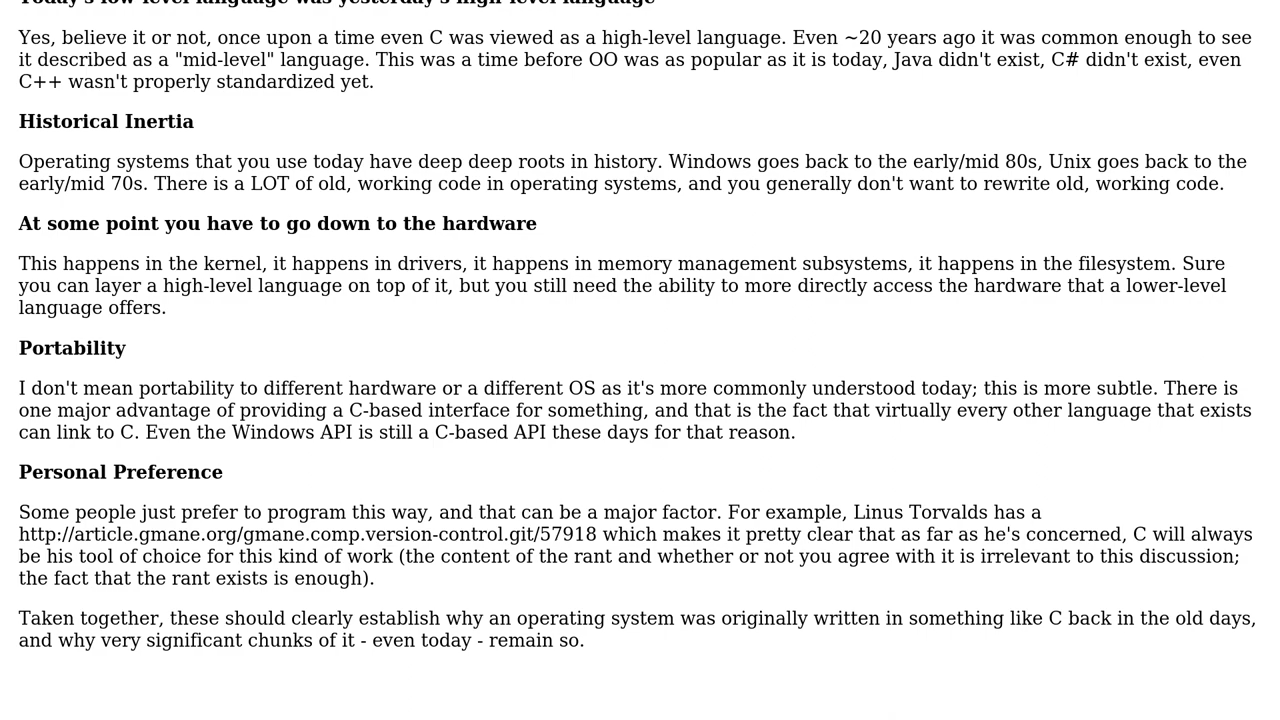 Today's low-level language was yesterday's high-level language
Yes, believe it or not, once upon a time even C was viewed as a high-level language. Even ~20 years ago it was common enough to see
it described as a "mid-level" language. This was a time before OO was as popular as it is today, Java didn't exist, C# didn't exist, even
C++ wasn't properly standardized yet.
Historical Inertia
Operating systems that you use today have deep deep roots in history. Windows goes back to the early/mid 80s, Unix goes back to the
early/mid 70s. There is a LOT of old, working code in operating systems, and you generally don't want to rewrite old, working code.
At some point you have to go down to the hardware
This happens in the kernel, it happens in drivers, it happens in memory management subsystems, it happens in the filesystem. Sure
you can layer a high-level language on top of it, but you still need the ability to more directly access the hardware that a lower-level
language offers.
Portability
I don't mean portability to different hardware or a different OS as it's more commonly understood today; this is more subtle. There is
one major advantage of providing a C-based interface for something, and that is the fact that virtually every other language that exists
can link to C. Even the Windows API is still a C-based API these days for that reason.
Personal Preference
Some people just prefer to program this way, and that can be a major factor. For example, Linus Torvalds has a
http://article.gmane.org/gmane.comp.version-control.git/57918 which makes it pretty clear that as far as he's concerned, C will always
be his tool of choice for this kind of work (the content of the rant and whether or not you agree with it is irrelevant to this discussion;
the fact that the rant exists is enough).
Taken together, these should clearly establish why an operating system was originally written in something like C back in the old days,
and why very significant chunks of it - even today - remain so.